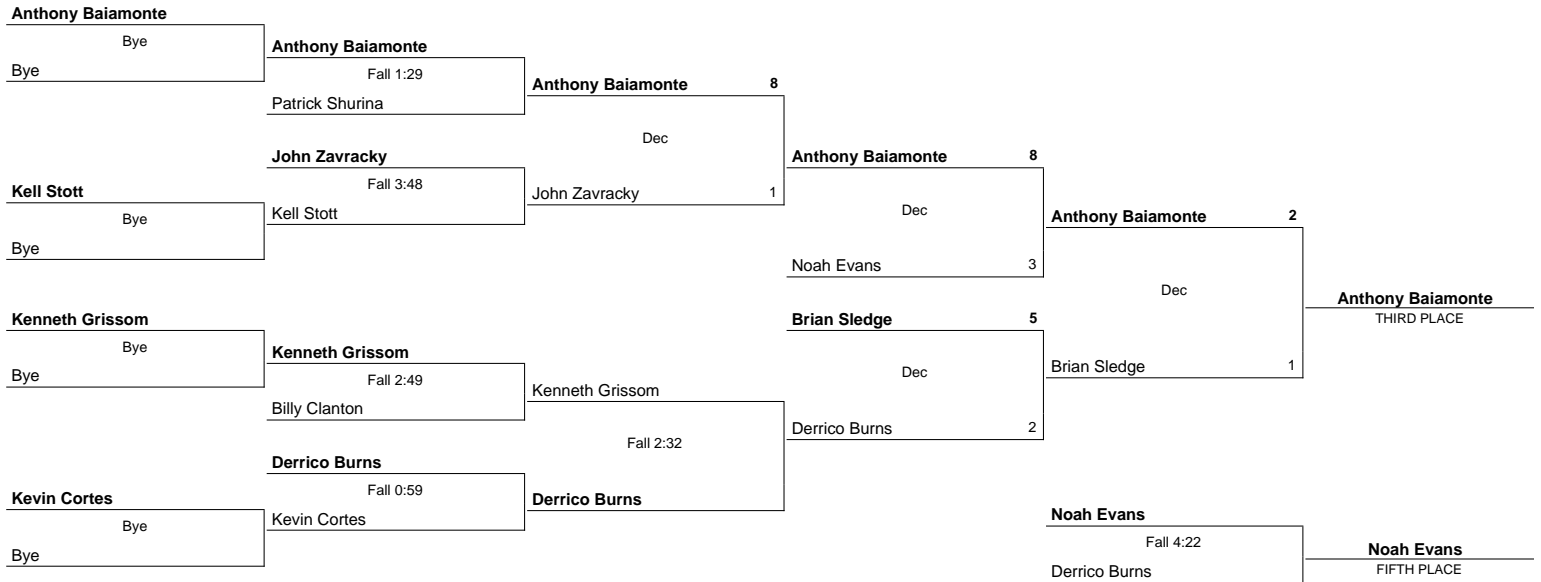 Anthony Baiamonte
Bye
Bye
Anthony Baiamonte
Fall 1:29
Patrick Shurina
Anthony Baiamonte 8
Dec
John Zavracky 1
John Zavracky
Fall 3:48
Kell Stott
Kell Stott
Bye
Bye
Anthony Baiamonte 8
Dec
Noah Evans 3
Anthony Baiamonte 2
Dec
Brian Sledge 1
Anthony Baiamonte
THIRD PLACE
Kenneth Grissom
Bye
Bye
Kenneth Grissom
Fall 2:49
Billy Clanton
Kenneth Grissom
Fall 2:32
Derrico Burns
Brian Sledge 5
Dec
Derrico Burns 2
Derrico Burns
Fall 0:59
Kevin Cortes
Kevin Cortes
Bye
Bye
Noah Evans
Fall 4:22
Derrico Burns
Noah Evans
FIFTH PLACE